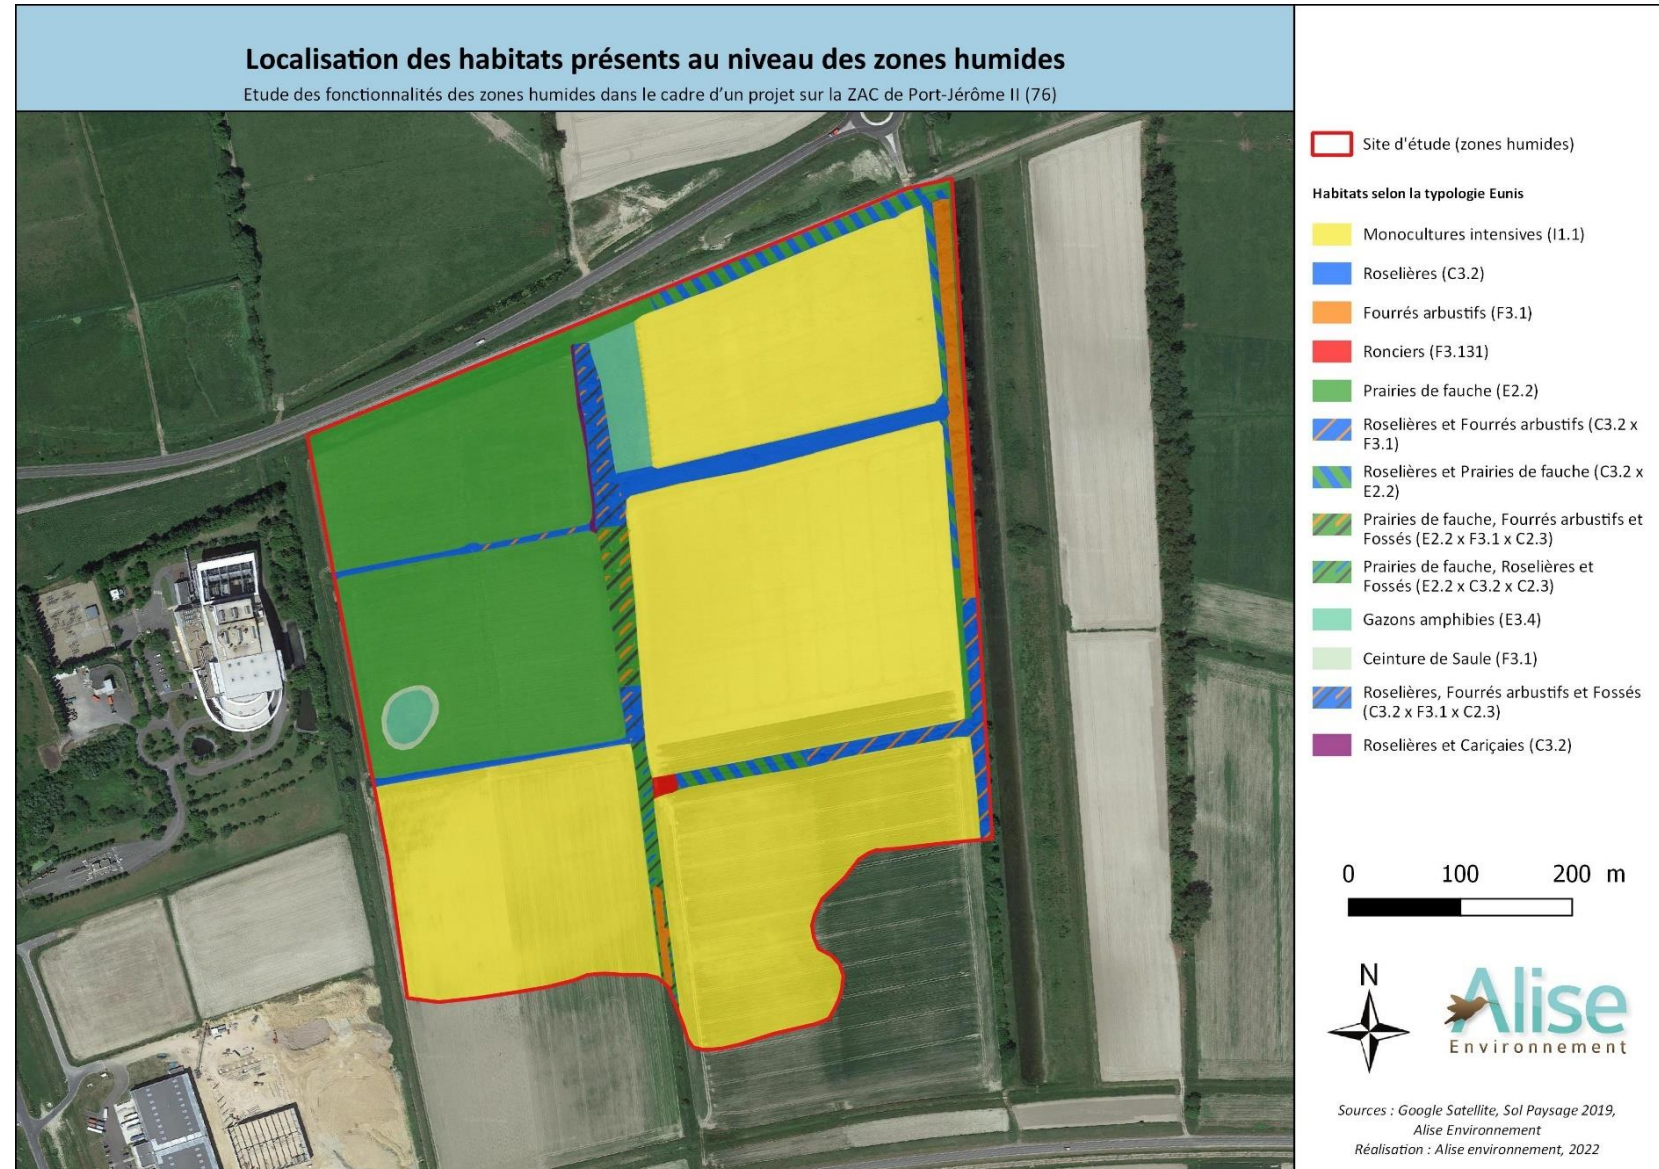 Localisation des habitats présents au niveau des zones humides
Etude des fonctionnalités des zones humides dans le cadre d'un projet sur la ZAC de Port-Jérôme II (76)
Site d'étude (zones humides)
Habitats selon la typologie Eunis
Monocultures intensives (I1.1)
Roselières (C3.2)
Fourrés arbustifs (F3.1)
Ronciers (F3.131)
Prairies de fauche (E2.2)
Roselières et Fourrés arbustifs (C3.2 x
F3.1)
Roselières et Prairies de fauche (C3.2 x
E2.2)
Prairies de fauche, Fourrés arbustifs et
Fossés (E2.2 x F3.1 x C2.3)
Prairies de fauche, Roselières et
Fossés (E2.2 x C3.2 x C2.3)
Gazons amphibies (E3.4)
Ceinture de Saule (F3.1)
Roselières, Fourrés arbustifs et Fossés
(C3.2 x F3.1 x C2.3)
Roselières et Cariçaies (C3.2)
0 100 200 m
N
Alise
Environnement
Sources : Google Satellite, Sol Paysage 2019,
Alise Environnement
Réalisation : Alise environnement, 2022